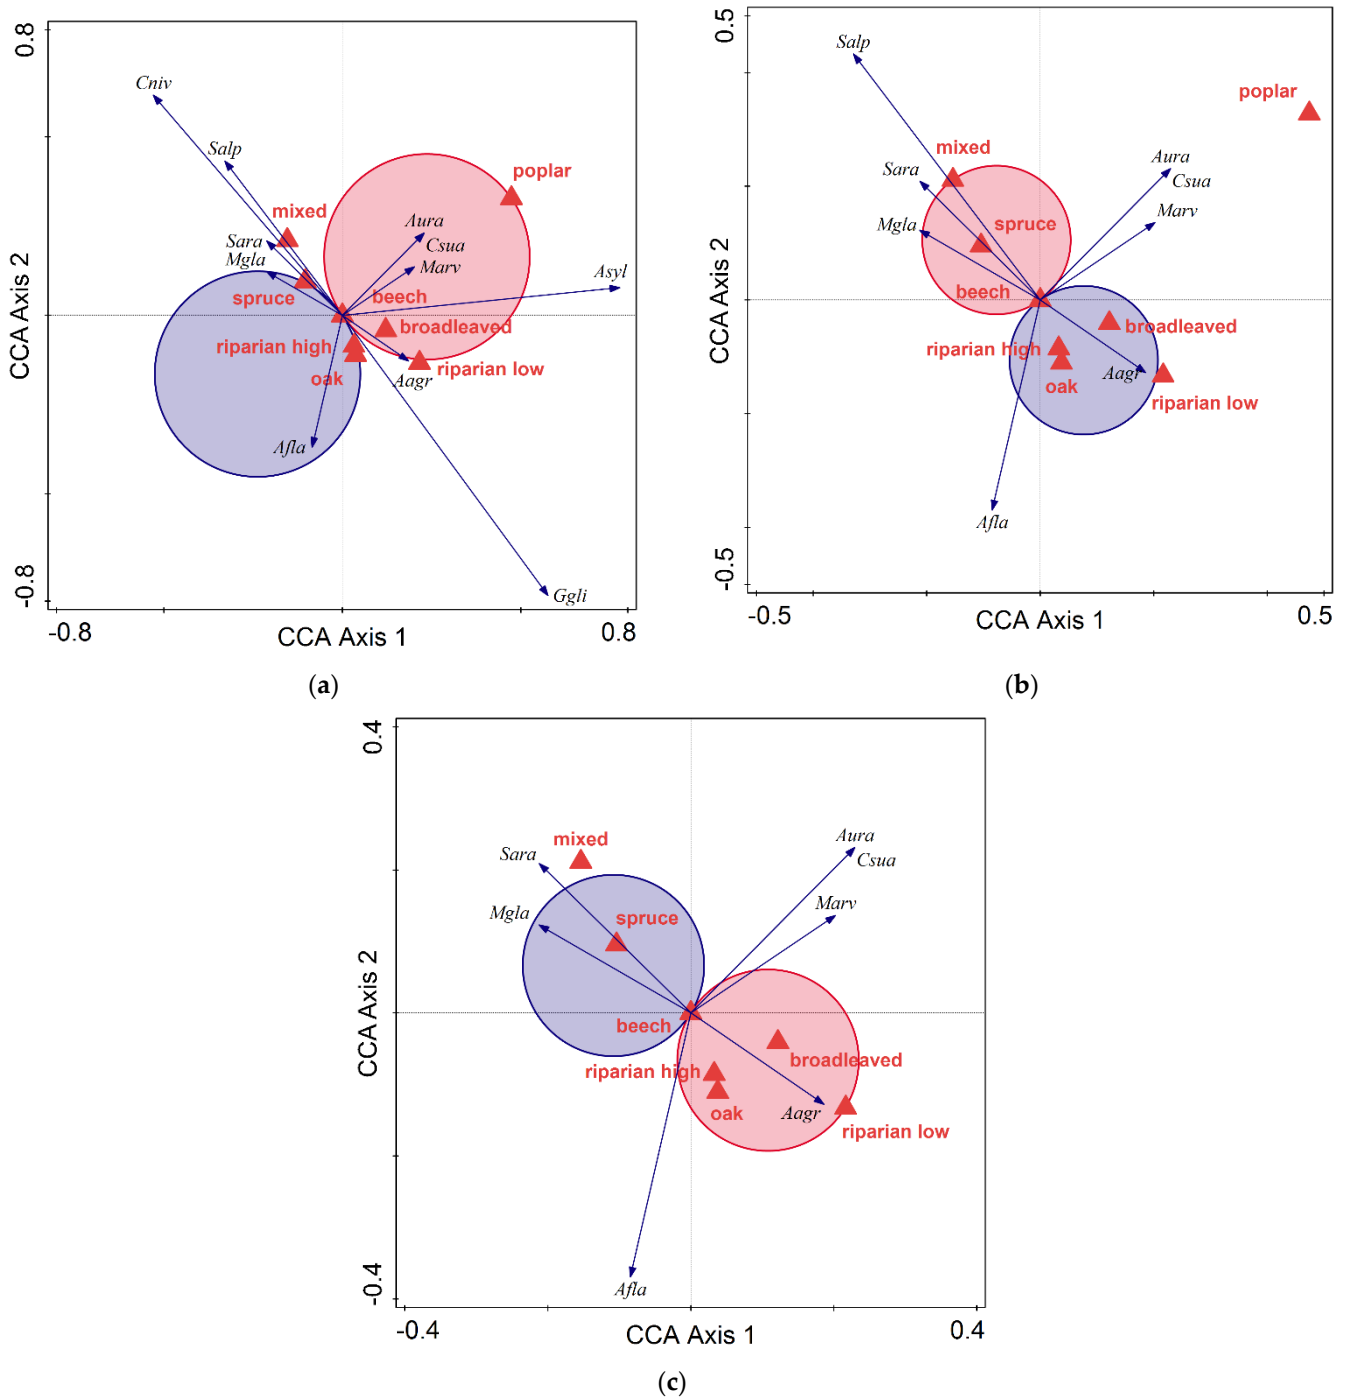 0.8
Cniv
Salp
mixed
poplar
Aura
Sara
Csua
Mgla
Marv
Asyl
spruce
beech
broadleaved
riparian high
riparian low
oak
Aagr
Afla
Ggli
CCA Axis 2
-0.8
-0.8
CCA Axis 1
0.8
(a)
0.5
Salp
poplar
mixed
Aura
Sara
Csua
Marv
Mgla
spruce
beech
broadleaved
riparian high
Aagr
oak
riparian low
Afla
CCA Axis 2
-0.5
-0.5
CCA Axis 1
0.5
(b)
0.4
mixed
Aura
Sara
Csua
Marv
Mgla
spruce
beech
broadleaved
riparian high
oak
Aagr
riparian low
Afla
CCA Axis 2
-0.4
-0.4
CCA Axis 1
0.4
(c)